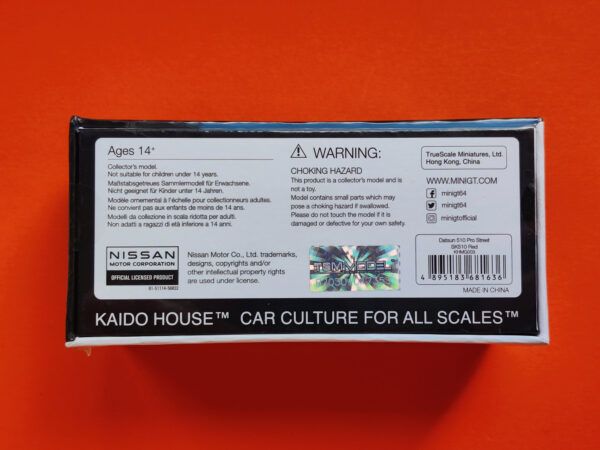 Ages 14+
Collector's model.
Not suitable for children under 14 years.
Maßstabsgetreues Sammlermodell für Erwachsene.
Nicht geeignet für Kinder unter 14 Jahren.
Modèle ornemental à l'échelle pour collectionneurs adultes.
Ne convient pas aux enfants de moins de 14 ans.
Modelli da collezione in scala ridotta per adulti.
Non adatti a ragazzi di età inferiore a 14 anni.
NISSAN
MOTOR CORPORATION
OFFICIAL LICENSED PRODUCT
Nissan Motor Co., Ltd. trademarks,
designs, copyrights and/or
other intellectual property rights
are used under license.
WARNING:
CHOKING HAZARD
This product is a collector's model and is
not a toy.
Model contains small parts which may
pose a choking hazard if swallowed.
Please do not touch the model if it is
damaged or defective for your own safety.
TSM MODEL
TrueScale Miniatures, Ltd.
Hong Kong, China
WWW.MINIGT.COM
minigt64
minigt64
minigtofficial
Datsun 510 Pro Street
SK510 Red
KHMG009
4 895183 681636
MADE IN CHINA
KAIDO HOUSE™ CAR CULTURE FOR ALL SCALES™